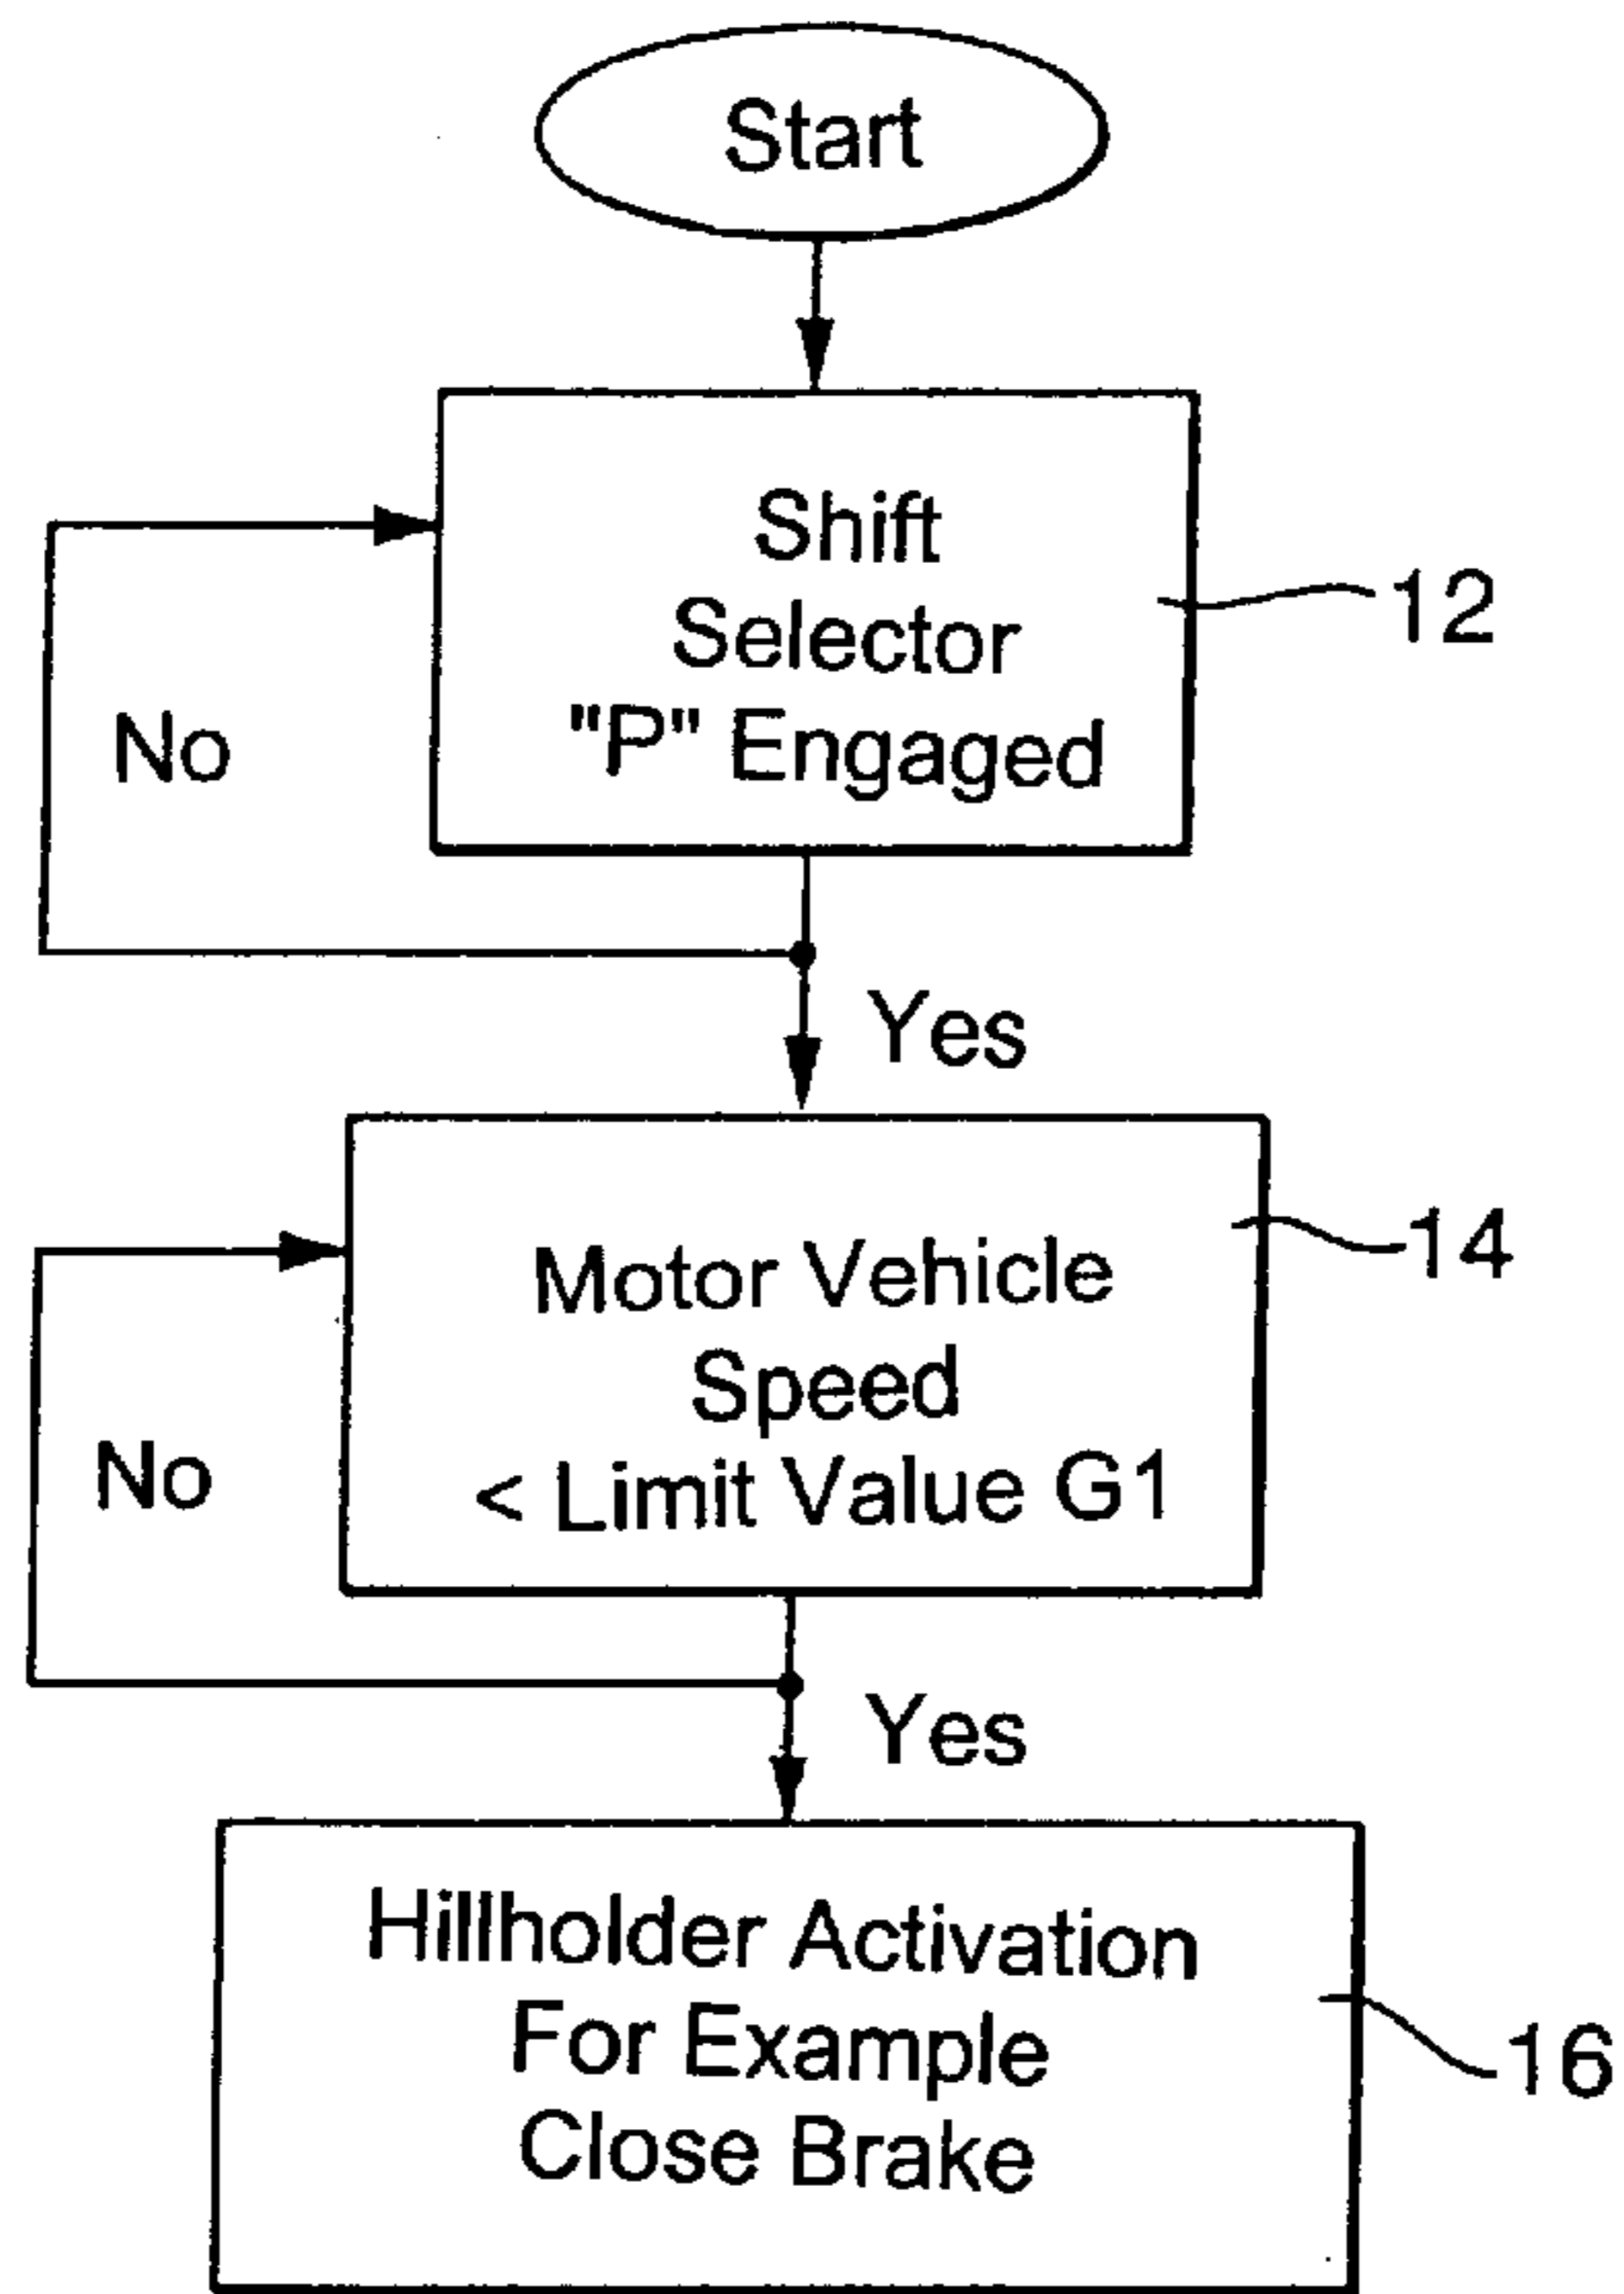 Start
Shift
Selector
"P" Engaged
12
No
Yes
Motor Vehicle
Speed
< Limit Value G1
14
No
Yes
Hillholder Activation
For Example
Close Brake
16